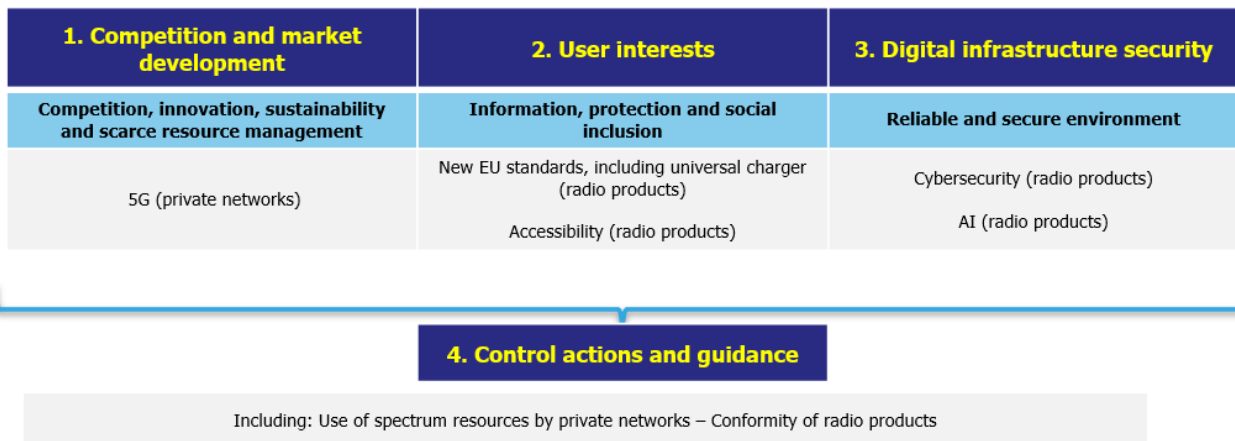 1. Competition and market
development
2. User interests
3. Digital infrastructure security
Competition, innovation, sustainability
and scarce resource management
Information, protection and social
inclusion
Reliable and secure environment
5G (private networks)
New EU standards, including universal charger
(radio products)
Accessibility (radio products)
Cybersecurity (radio products)
AI (radio products)
4. Control actions and guidance
Including: Use of spectrum resources by private networks – Conformity of radio products